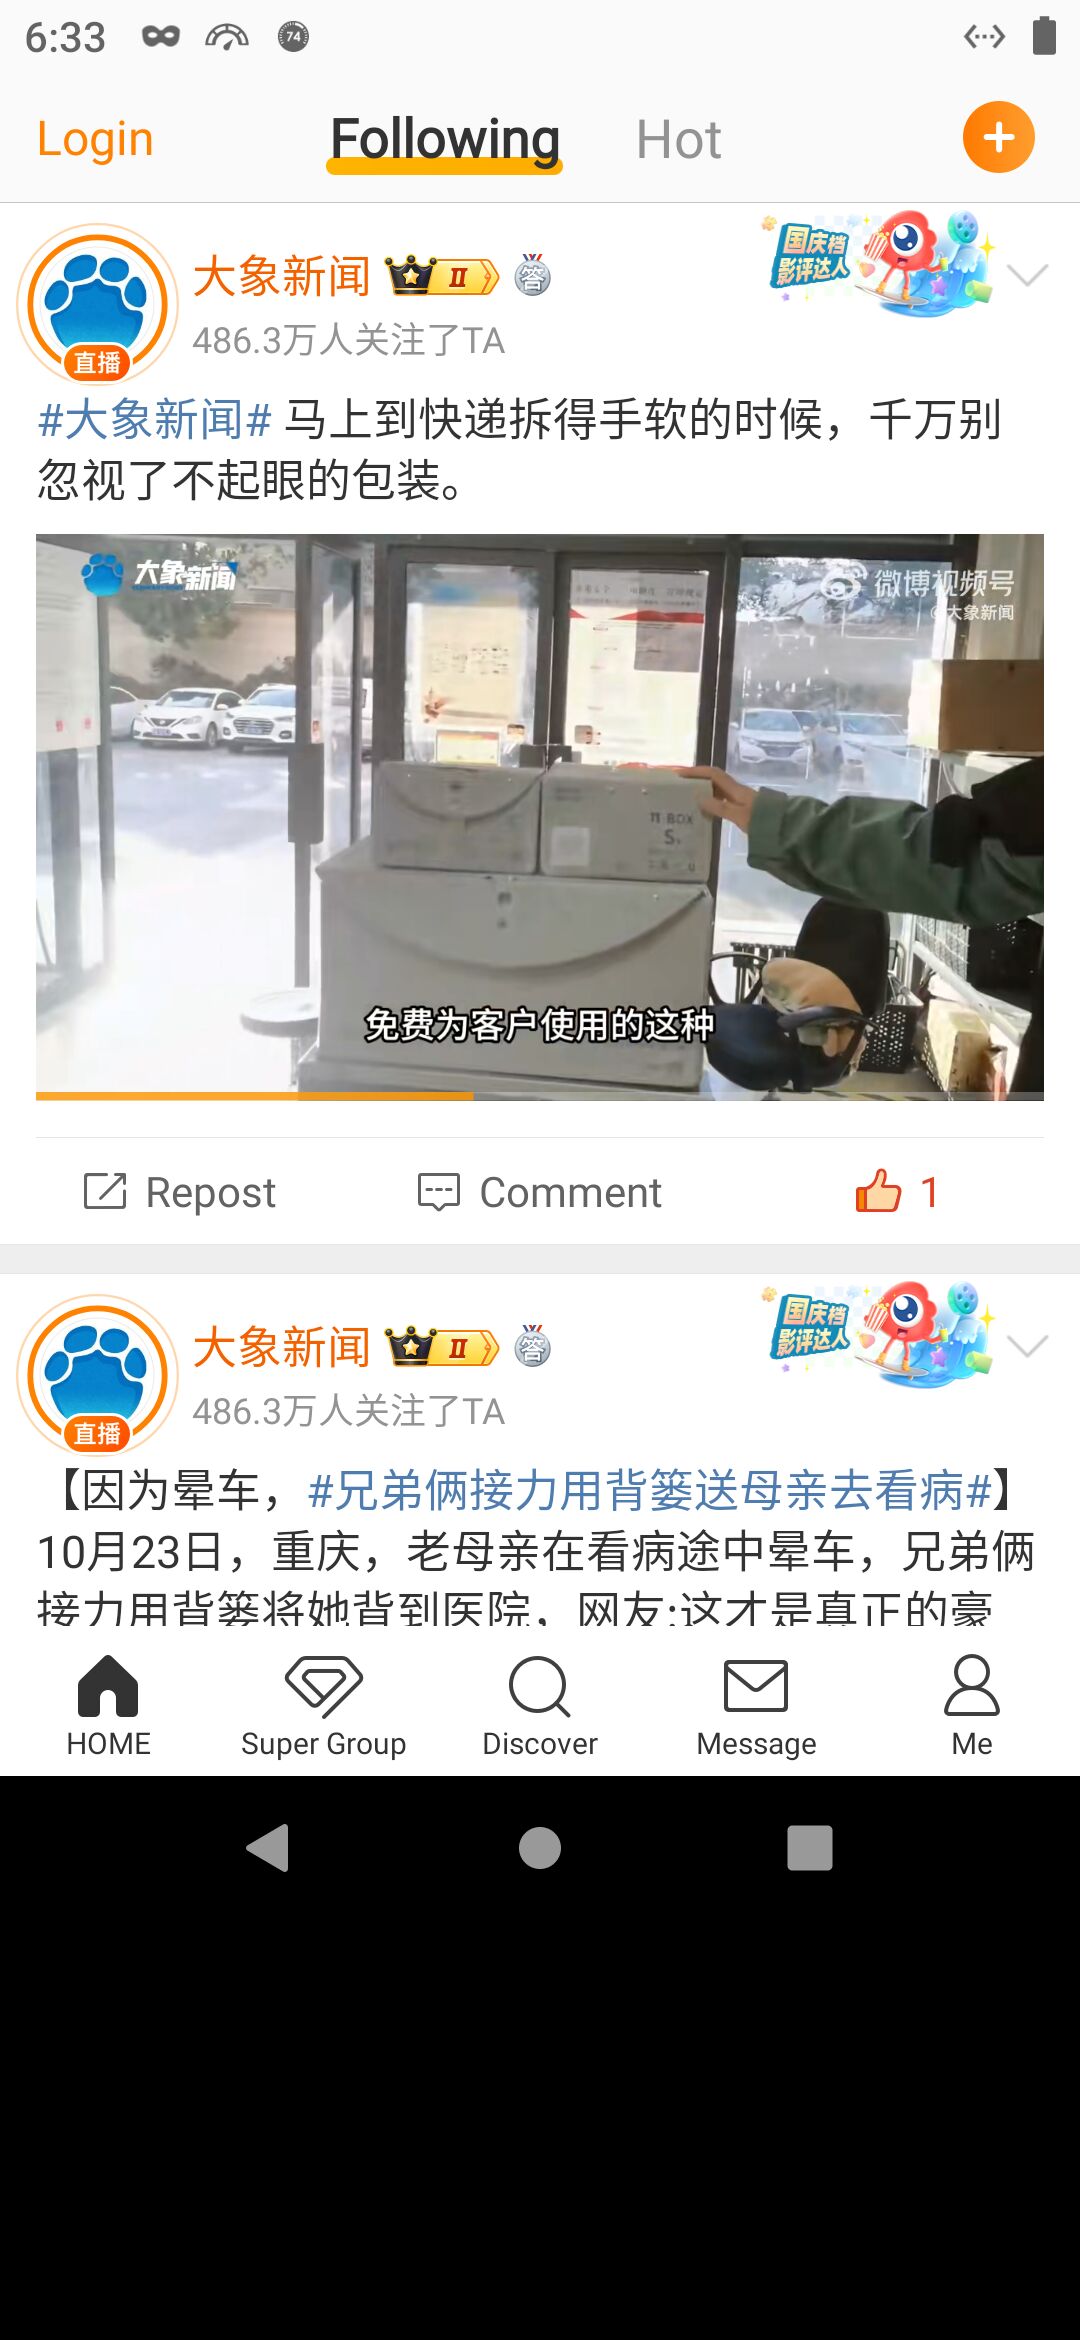 6:33
74
Login
Following
Hot
大象新闻
II
答
国庆档
影评达人
486.3万人关注了TA
直播
#大象新闻# 马上到快递拆得手软的时候，千万别
忽视了不起眼的包装。
大象新闻
微博视频号
@大象新闻
免费为客户使用的这种
Repost
Comment
1
大象新闻
II
答
国庆档
影评达人
486.3万人关注了TA
直播
【因为晕车，#兄弟俩接力用背篓送母亲去看病#】
10月23日，重庆，老母亲在看病途中晕车，兄弟俩
接力用背篓将她背到医院，网友:这才是真正的豪
HOME
Super Group
Discover
Message
Me